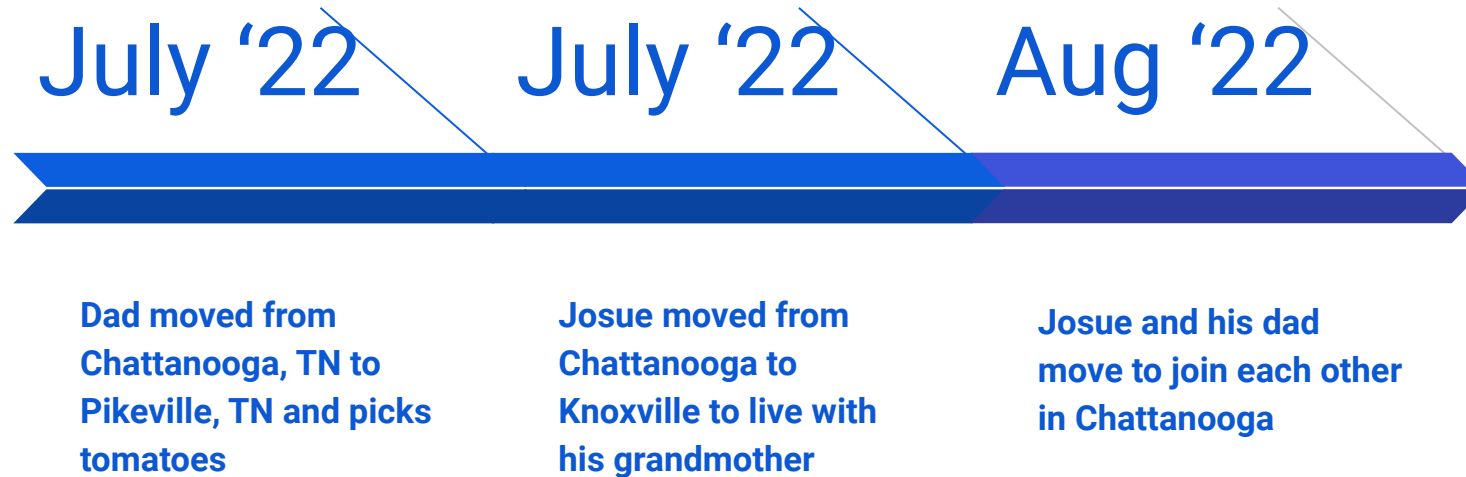 July ‘22
July ‘22
Aug ‘22
Dad moved from
Chattanooga, TN to
Pikeville, TN and picks
tomatoes
Josue moved from
Chattanooga to
Knoxville to live with
his grandmother
Josue and his dad
move to join each other
in Chattanooga